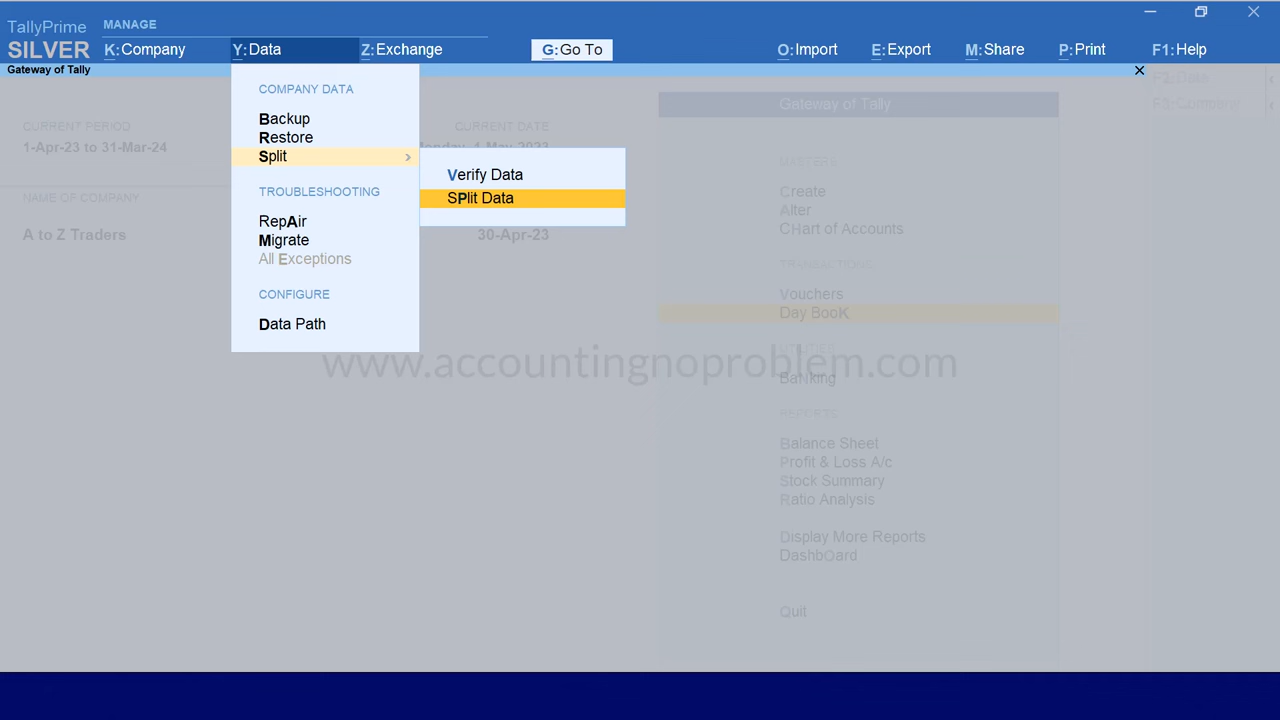 TallyPrime
MANAGE
SILVER
K:Company
Y:Data
Z:Exchange
G:Go To
O:Import
E:Export
M:Share
P:Print
F1:Help
Gateway of Tally
COMPANY DATA
Backup
Restore
Split
TROUBLESHOOTING
RepAir
Migrate
All Exceptions
CONFIGURE
Data Path
Verify Data
SPlit Data
CURRENT PERIOD
1-Apr-23 to 31-Mar-24
CURRENT DATE
Monday, 1 May 2023
NAME OF COMPANY
A to Z Traders
30-Apr-23
Gateway of Tally
MASTERS
Create
Alter
CHart of Accounts
TRANSACTIONS
Vouchers
Day BooK
UTILITIES
BaNking
REPORTS
Balance Sheet
Profit & Loss A/c
Stock Summary
Ratio Analysis
Display More Reports
DashbOard
Quit
F2:Date
F3:Company
www.accountingnoproblem.com